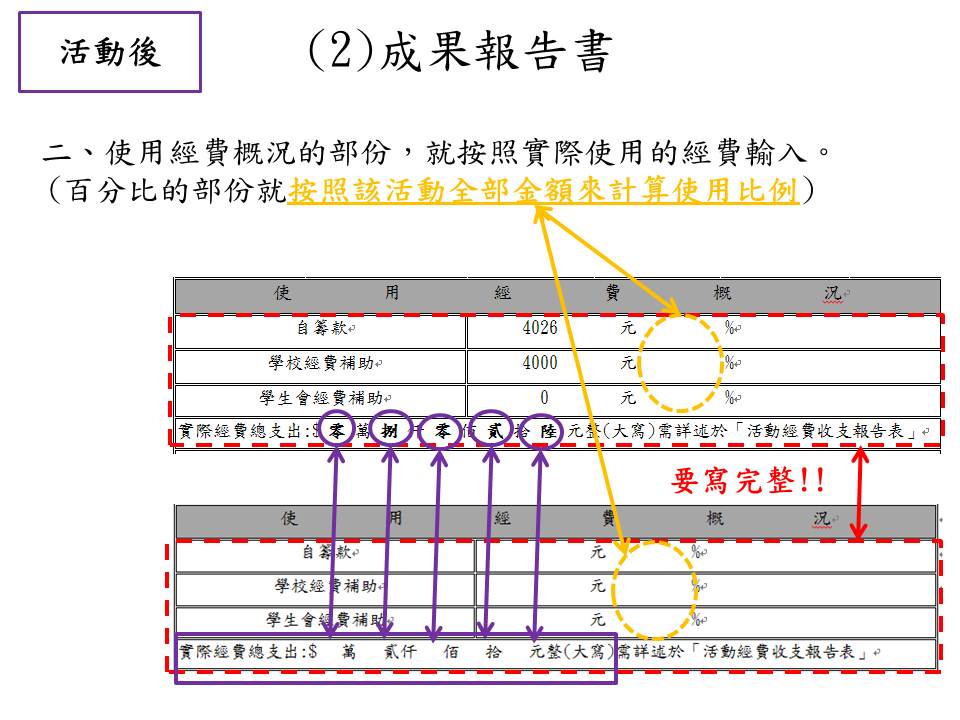 活動後
(2)成果報告書
二、使用經費概況的部份，就按照實際使用的經費輸入。
(百分比的部份就按照該活動全部金額來計算使用比例)
使 用 經 費 概 況
自籌款 4026 元 %
學校經費補助 4000 元 %
學生會經費補助 0 元 %
實際經費總支出:$ 零 萬 捌 仟 零 佰 貳 拾 陸 元整(大寫)需詳述於「活動經費收支報告表」
要寫完整!!
使 用 經 費 概 況
自籌款 元 %
學校經費補助 元 %
學生會經費補助 元 %
實際經費總支出:$ 萬 貳仟 佰 拾 元整(大寫)需詳述於「活動經費收支報告表」